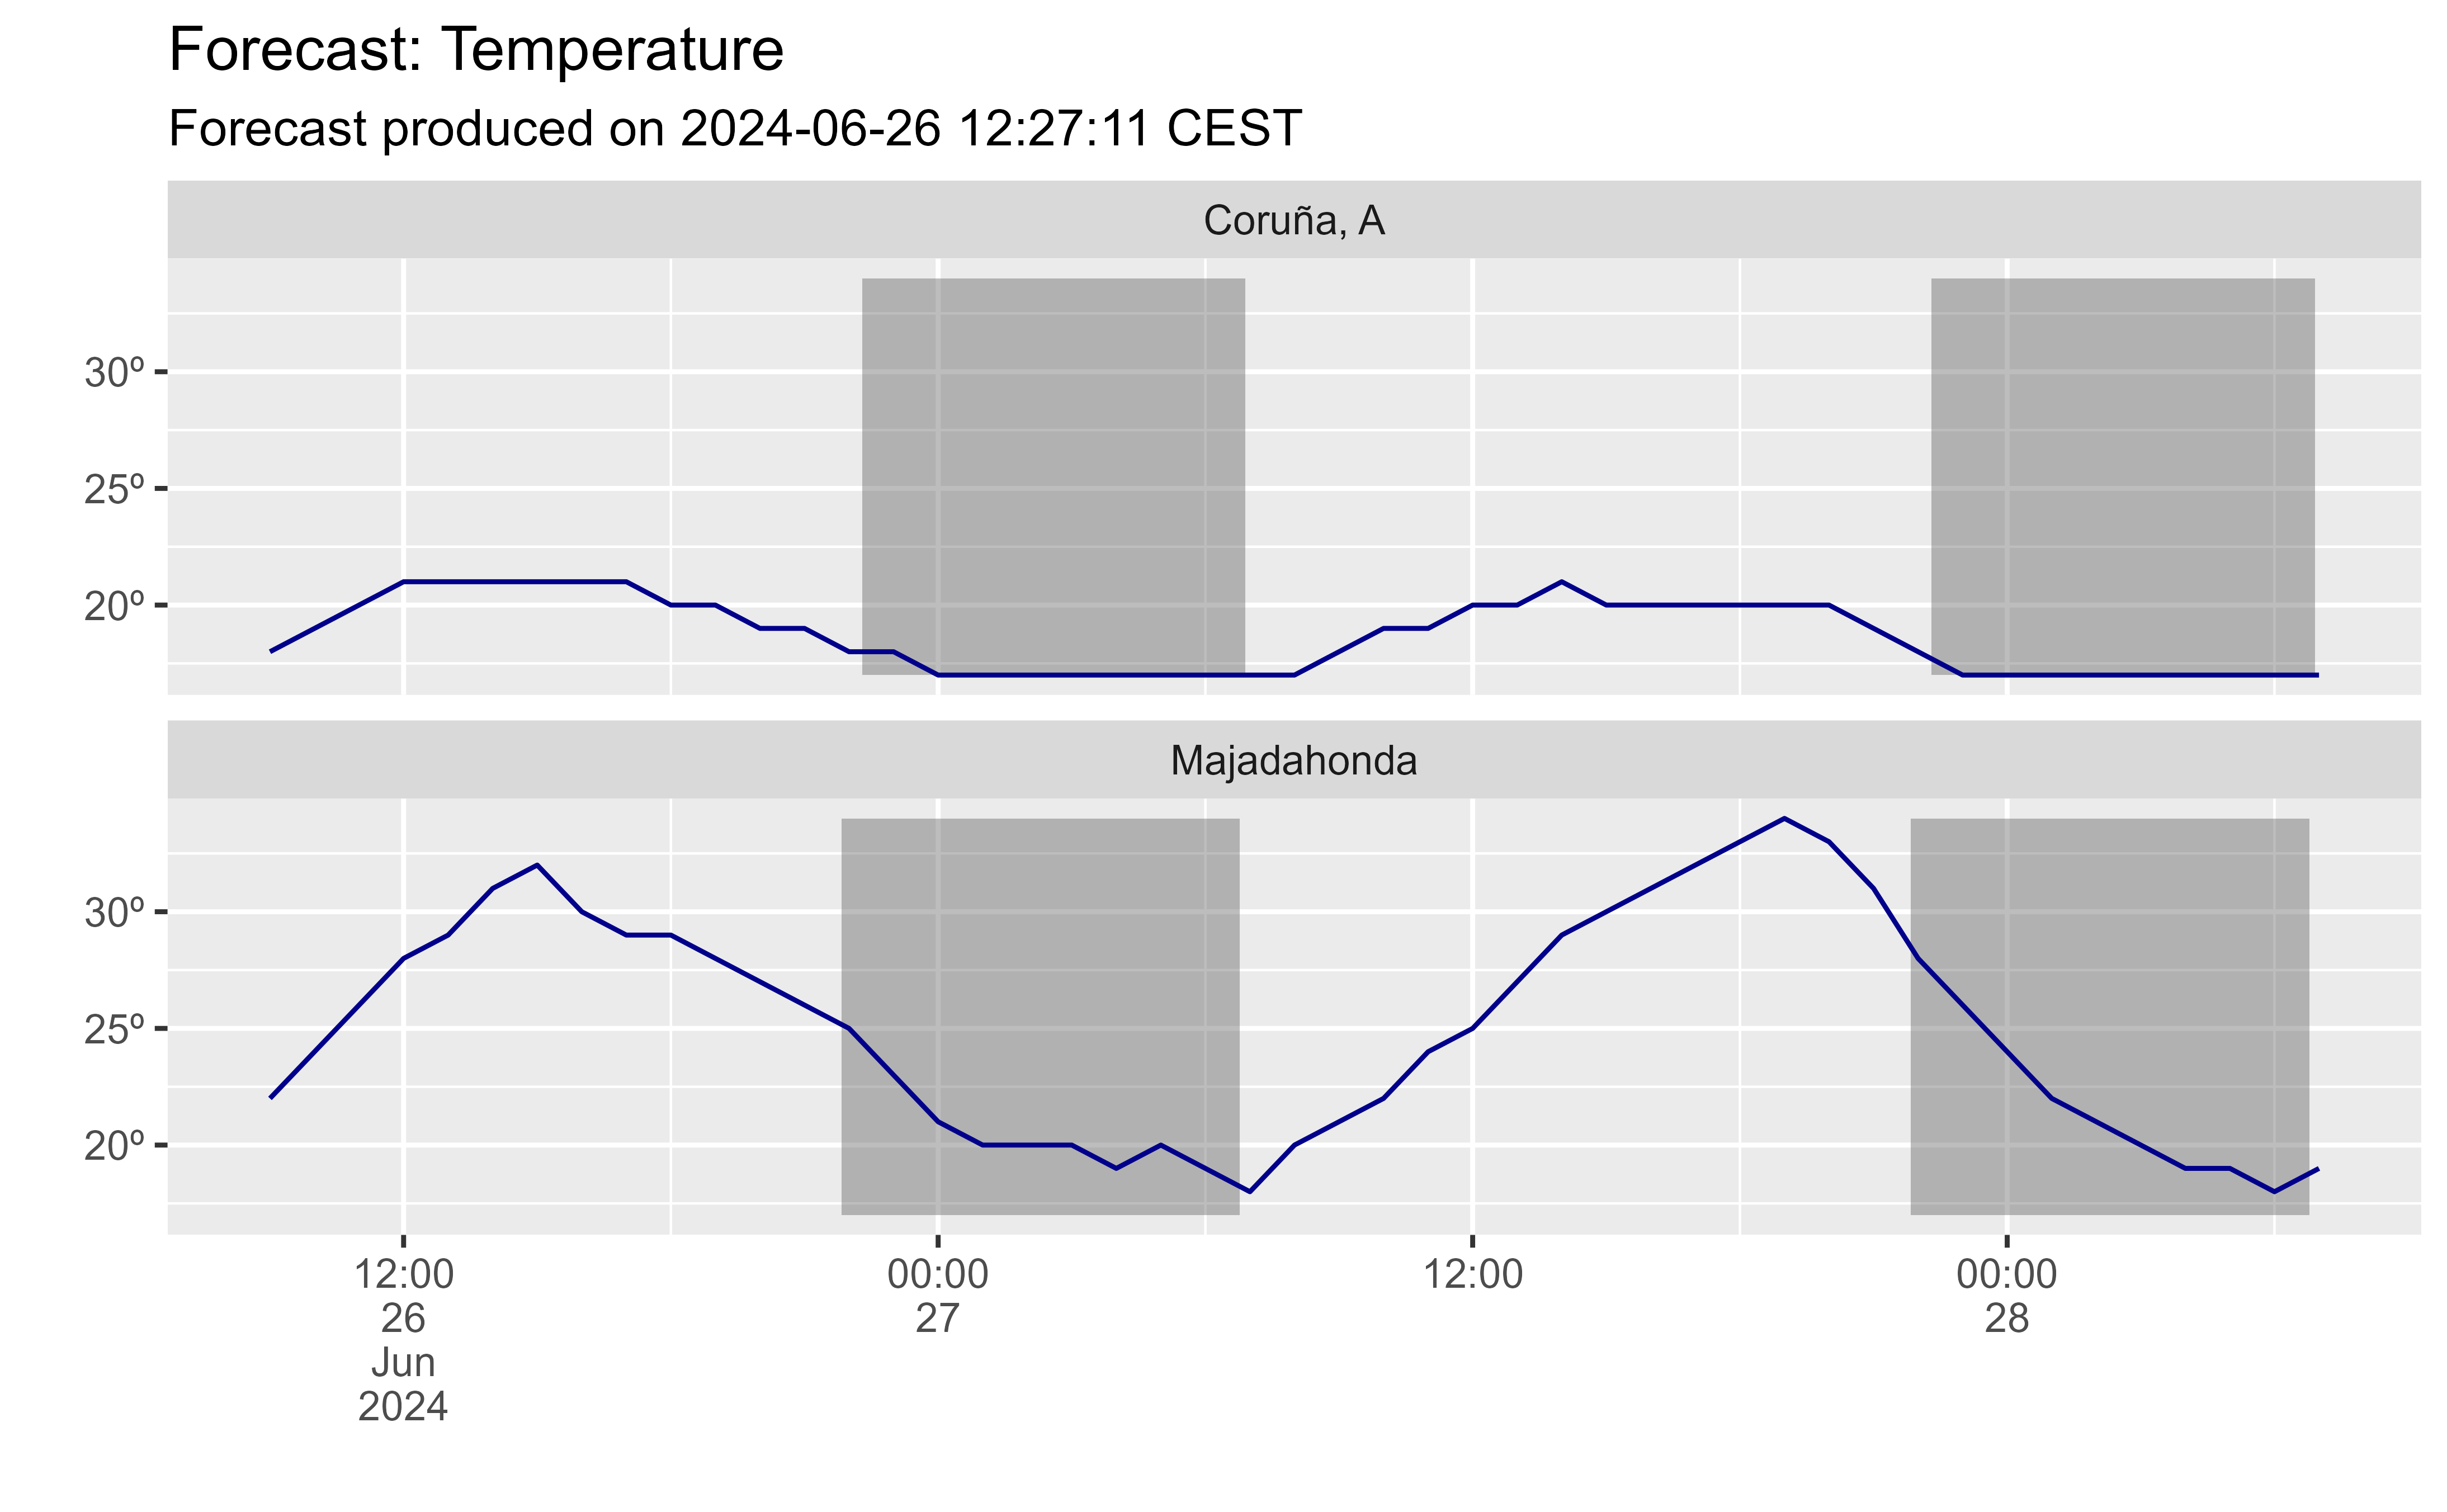 Forecast: Temperature
Forecast produced on 2024-06-26 12:27:11 CEST
Coruña, A
30º
25º
20º
Majadahonda
30º
25º
20º
12:00 00:00 12:00 00:00
26 27 28
Jun
2024